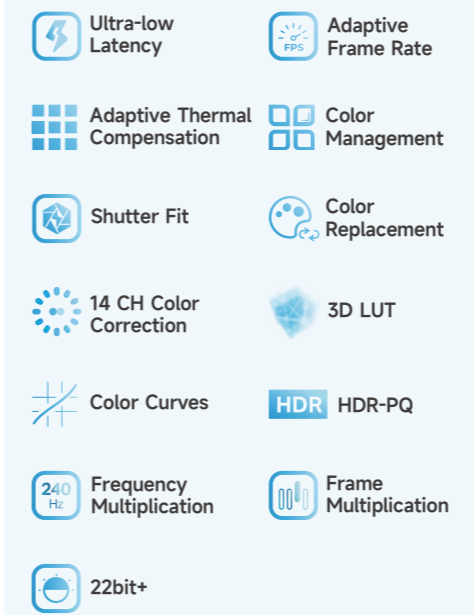 Ultra-low
Latency
FPS
Adaptive
Frame Rate
Adaptive Thermal
Compensation
Color
Management
Shutter Fit
Color
Replacement
14 CH Color
Correction
3D LUT
Color Curves
HDR
HDR-PQ
240
Hz
Frequency
Multiplication
Frame
Multiplication
22bit+